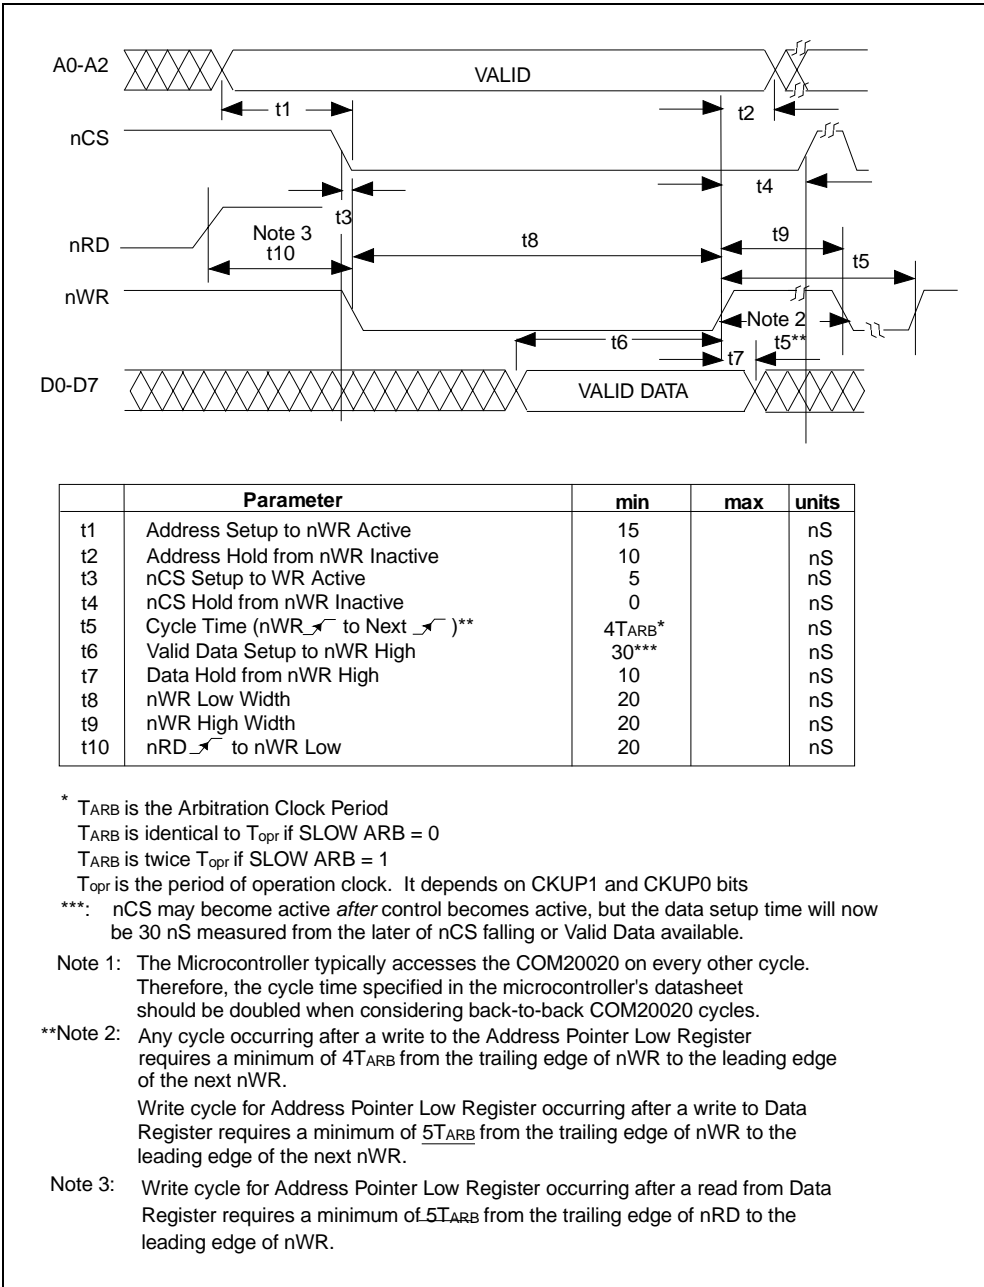 A0-A2
VALID
t1
t2
nCS
t4
t3
nRD
Note 3
t10
t8
t9
t5
nWR
Note 2
t6
t5**
t7
D0-D7
VALID DATA
Parameter min max units
t1 Address Setup to nWR Active 15 nS
t2 Address Hold from nWR Inactive 10 nS
t3 nCS Setup to WR Active 5 nS
t4 nCS Hold from nWR Inactive 0 nS
t5 Cycle Time (nWR to Next )** 4TARB* nS
t6 Valid Data Setup to nWR High 30*** nS
t7 Data Hold from nWR High 10 nS
t8 nWR Low Width 20 nS
t9 nWR High Width 20 nS
t10 nRD to nWR Low 20 nS
* TARB is the Arbitration Clock Period
TARB is identical to Topr if SLOW ARB = 0
TARB is twice Topr if SLOW ARB = 1
Topr is the period of operation clock. It depends on CKUP1 and CKUP0 bits
***: nCS may become active after control becomes active, but the data setup time will now
be 30 nS measured from the later of nCS falling or Valid Data available.
Note 1: The Microcontroller typically accesses the COM20020 on every other cycle.
Therefore, the cycle time specified in the microcontroller's datasheet
should be doubled when considering back-to-back COM20020 cycles.
**Note 2: Any cycle occurring after a write to the Address Pointer Low Register
requires a minimum of 4TARB from the trailing edge of nWR to the leading edge
of the next nWR.
Write cycle for Address Pointer Low Register occurring after a write to Data
Register requires a minimum of 5TARB from the trailing edge of nWR to the
leading edge of the next nWR.
Note 3: Write cycle for Address Pointer Low Register occurring after a read from Data
Register requires a minimum of 5TARB from the trailing edge of nRD to the
leading edge of nWR.